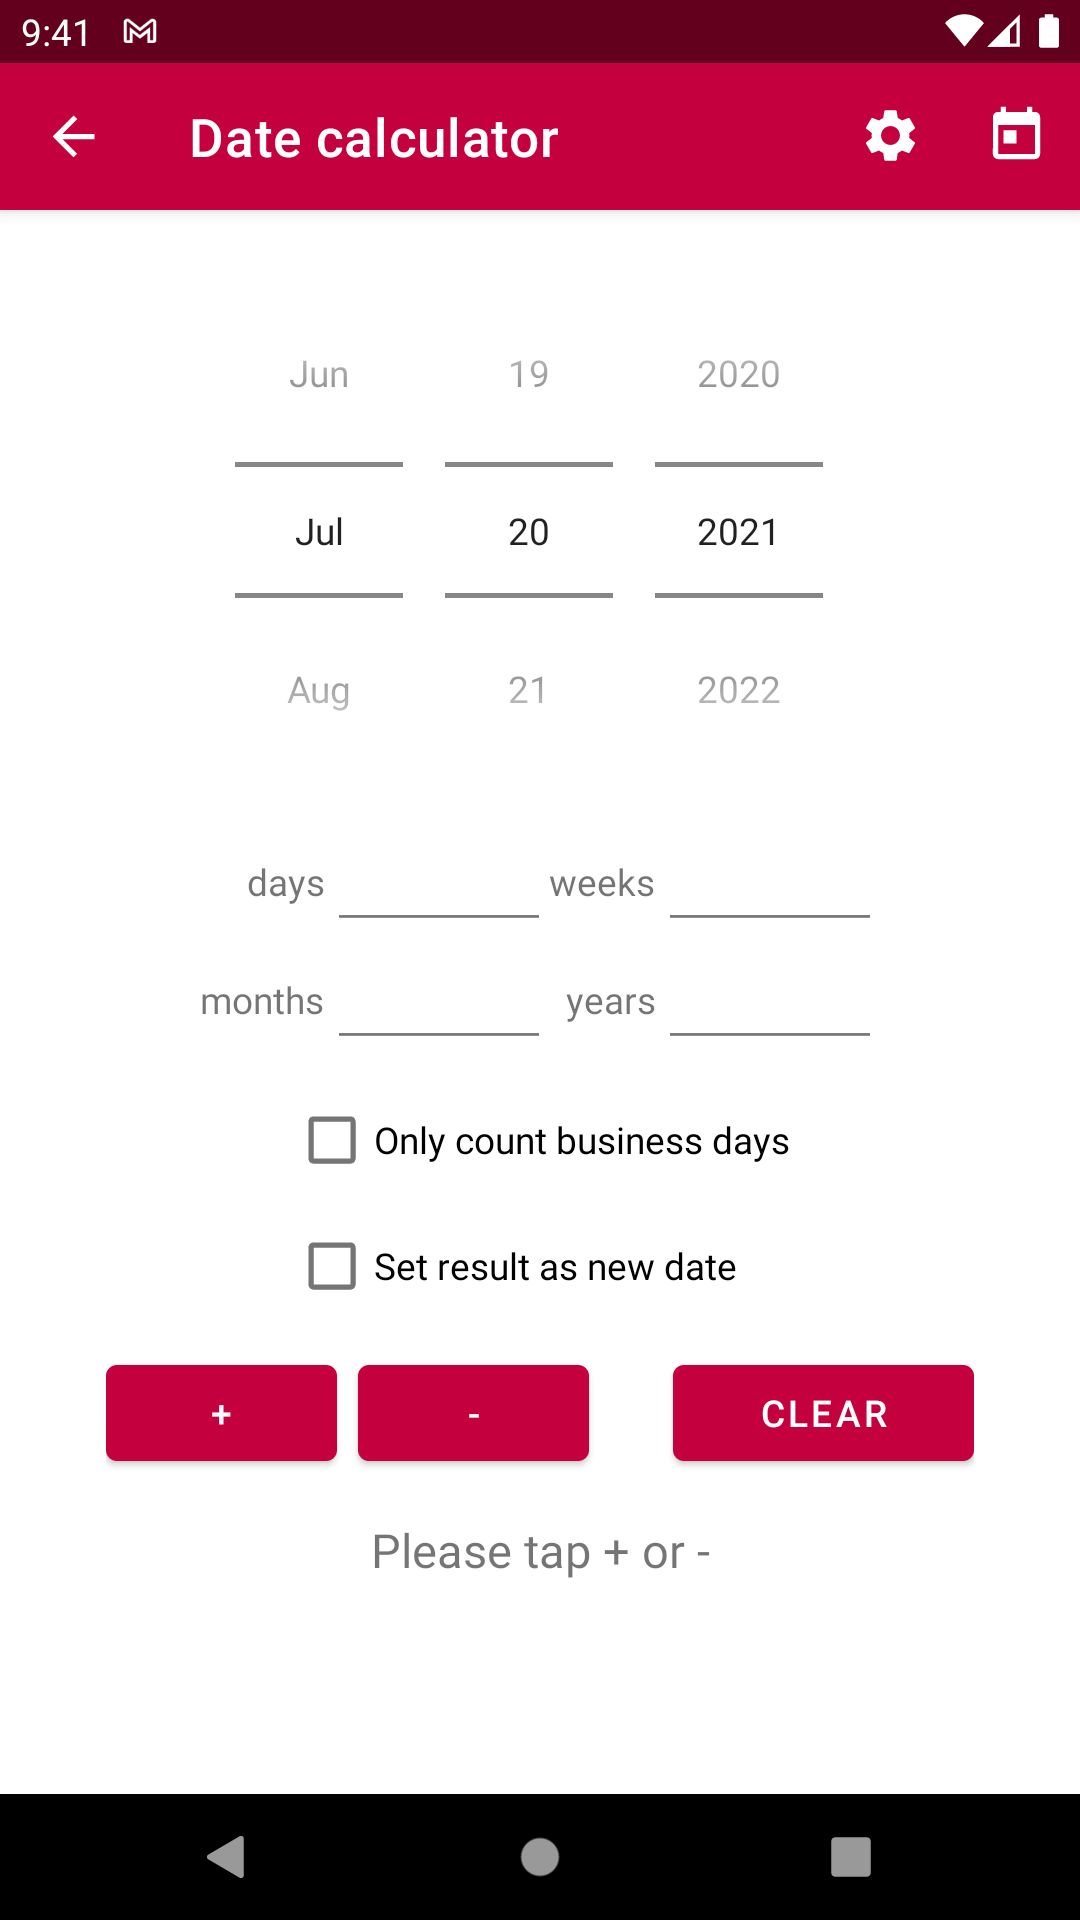 9:41
Date calculator
Jun 19 2020
Jul 20 2021
Aug 21 2022
days weeks
months years
Only count business days
Set result as new date
+ - CLEAR
Please tap + or -